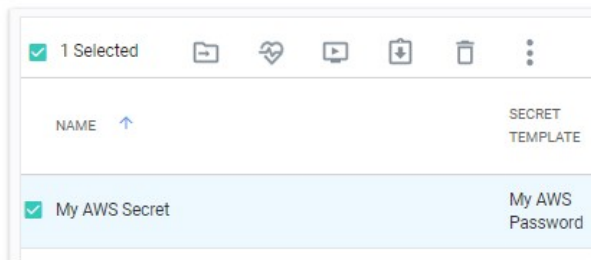 1 Selected
NAME
SECRET
TEMPLATE
My AWS Secret
My AWS
Password